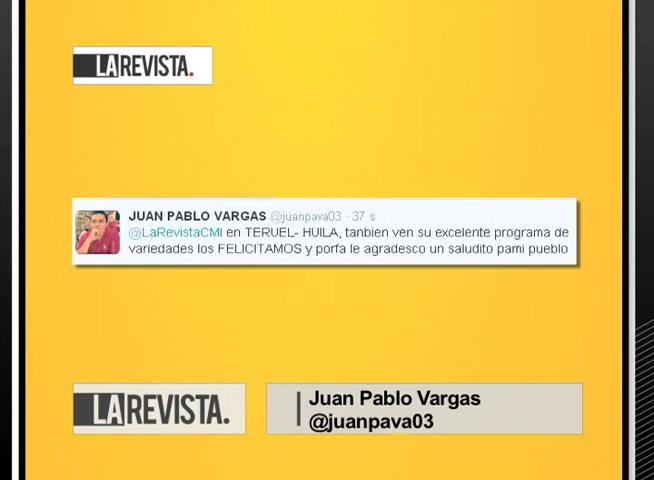 LAREVISTA.
JUAN PABLO VARGAS @juanpava03 · 37 s
@LaRevistaCMI en TERUEL- HUILA, tanbien ven su excelente programa de
variedades los FELICITAMOS y porfa le agradesco un saludito pami pueblo
LAREVISTA.
Juan Pablo Vargas
@juanpava03